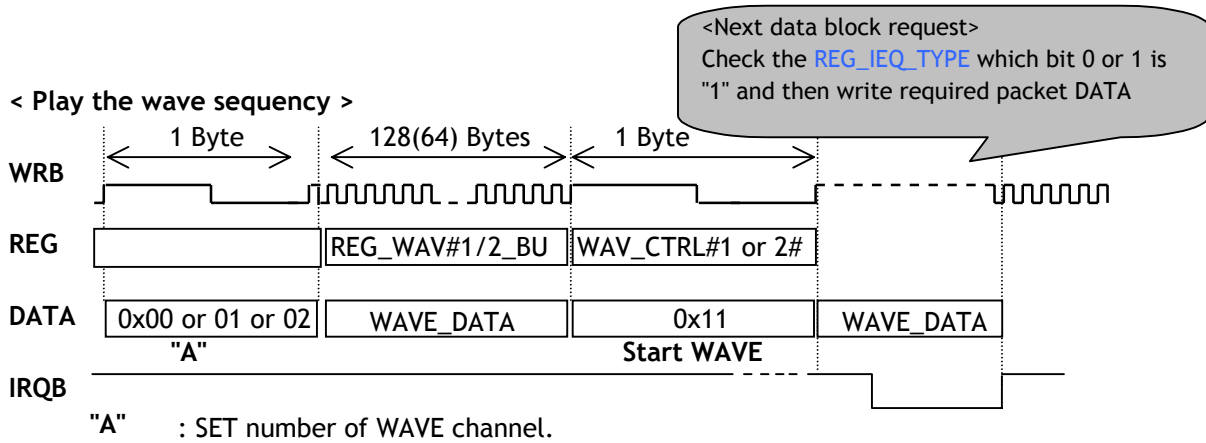 <Next data block request>
Check the REG_IEQ_TYPE which bit 0 or 1 is
"1" and then write required packet DATA
< Play the wave sequency >
1 Byte 128(64) Bytes 1 Byte
WRB
REG REG_WAV#1/2_BU WAV_CTRL#1 or 2#
DATA 0x00 or 01 or 02 WAVE_DATA 0x11 WAVE_DATA
"A" Start WAVE
IRQB
"A" : SET number of WAVE channel.